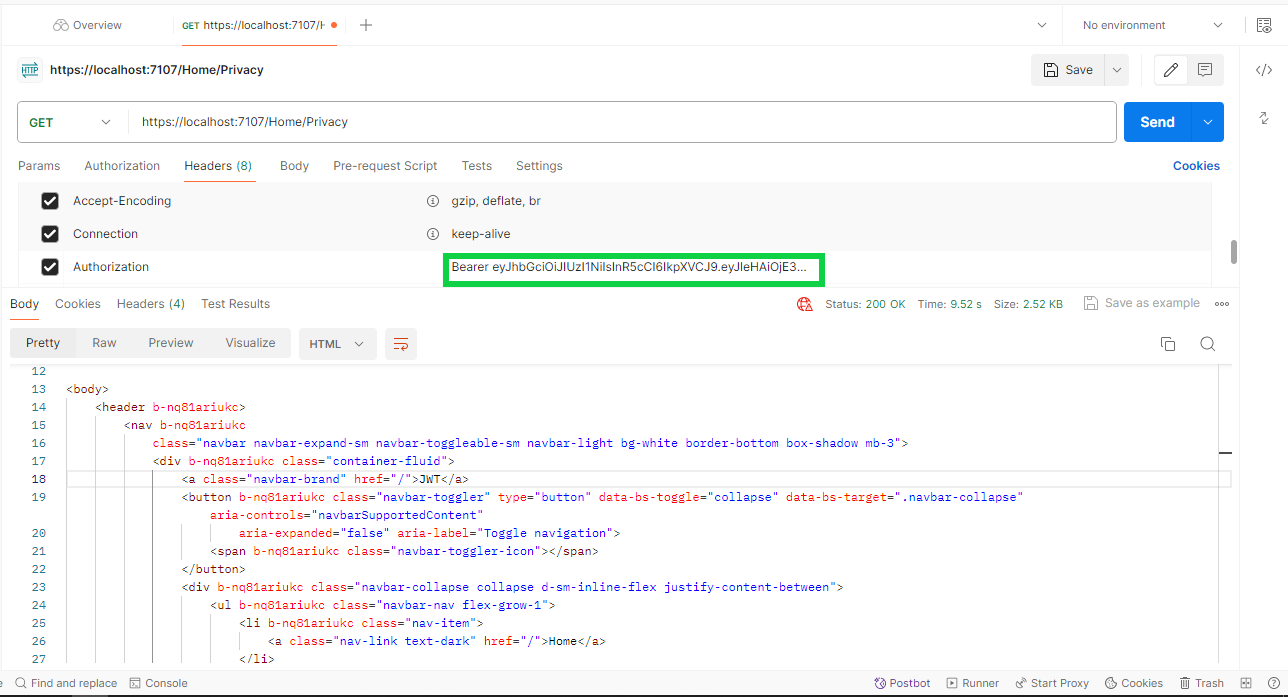 Overview
GET https://localhost:7107/H
No environment
HTTP https://localhost:7107/Home/Privacy
Save
GET https://localhost:7107/Home/Privacy
Send
Params Authorization Headers (8) Body Pre-request Script Tests Settings Cookies
Accept-Encoding gzip, deflate, br
Connection keep-alive
Authorization Bearer eyJhbGciOiJIUzI1NiIsInR5cCI6IkpXVCJ9.eyJleHAiOjE3...
Body Cookies Headers (4) Test Results Status: 200 OK Time: 9.52 s Size: 2.52 KB Save as example
Pretty Raw Preview Visualize HTML
12
13 <body>
14 <header b-nq81ariukc>
15 <nav b-nq81ariukc
16 class="navbar navbar-expand-sm navbar-toggleable-sm navbar-light bg-white border-bottom box-shadow mb-3">
17 <div b-nq81ariukc class="container-fluid">
18 <a class="navbar-brand" href="/">JWT</a>
19 <button b-nq81ariukc class="navbar-toggler" type="button" data-bs-toggle="collapse" data-bs-target=".navbar-collapse"
aria-controls="navbarSupportedContent"
20 aria-expanded="false" aria-label="Toggle navigation">
21 <span b-nq81ariukc class="navbar-toggler-icon"></span>
22 </button>
23 <div b-nq81ariukc class="navbar-collapse collapse d-sm-inline-flex justify-content-between">
24 <ul b-nq81ariukc class="navbar-nav flex-grow-1">
25 <li b-nq81ariukc class="nav-item">
26 <a class="nav-link text-dark" href="/">Home</a>
27 </li>
Find and replace Console Postbot Runner Start Proxy Cookies Trash